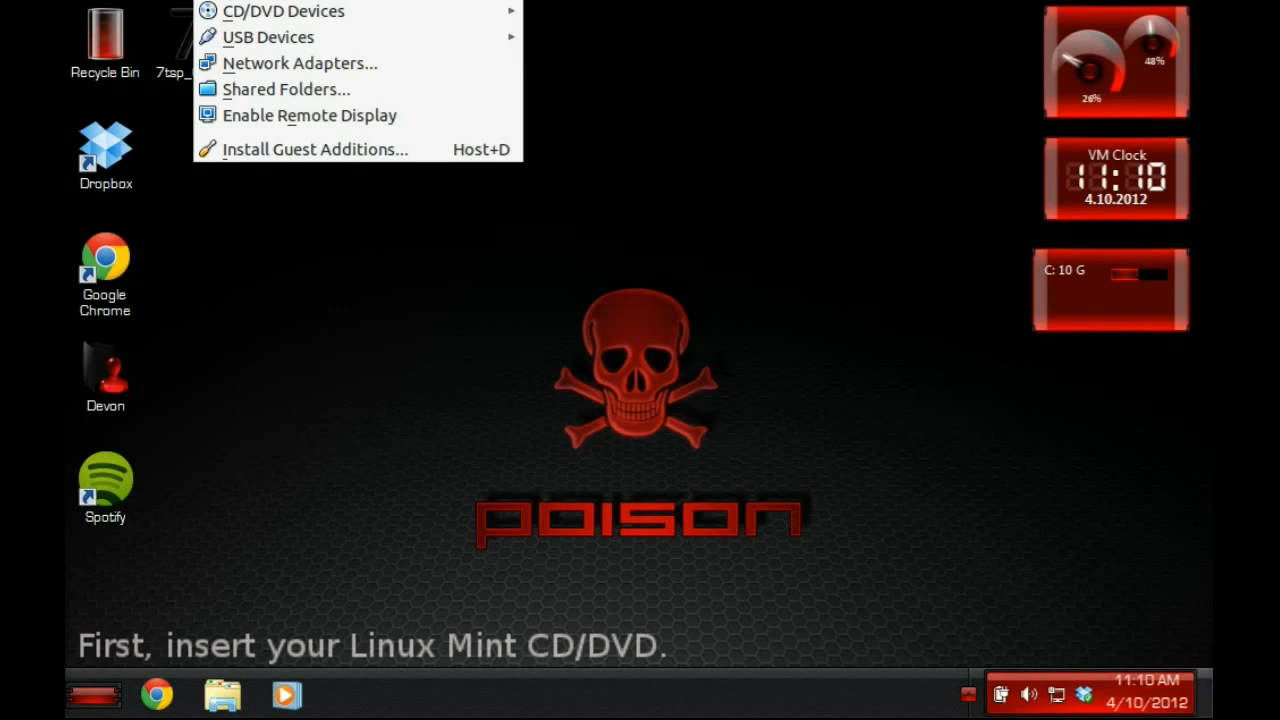 CD/DVD Devices
USB Devices
Network Adapters...
Shared Folders...
Enable Remote Display
Install Guest Additions... Host+D
Recycle Bin
7tsp_
Dropbox
Google
Chrome
Devon
Spotify
48%
26%
VM Clock
11:10
4.10.2012
C: 10 G
poison
First, insert your Linux Mint CD/DVD.
11:10 AM
4/10/2012